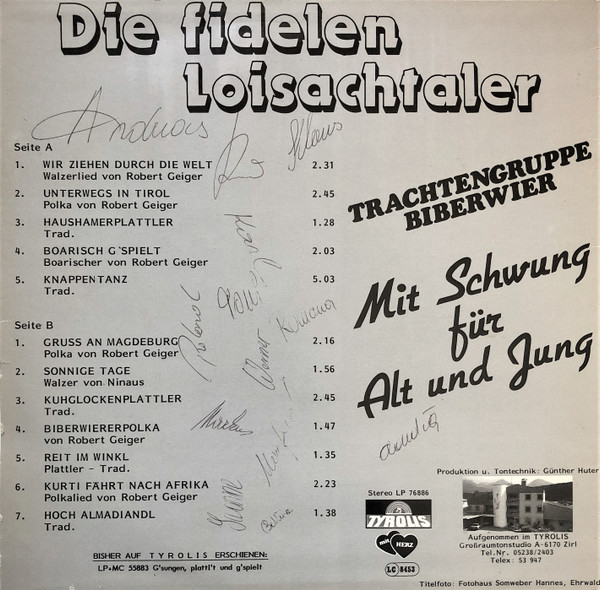 Die fidelen
Loisachtaler
Andreas
Klaus
Seite A
1. WIR ZIEHEN DURCH DIE WELT 2.31
Walzerlied von Robert Geiger
2. UNTERWEGS IN TIROL 2.45
Polka von Robert Geiger
3. HAUSHAMERPLATTLER 1.28
Trad.
4. BOARISCH G'SPIELT 2.03
Boarischer von Robert Geiger
5. KNAPPENTANZ 5.03
Trad.
Roland
Werner
Seite B
1. GRUSS AN MAGDEBURG 2.16
Polka von Robert Geiger
2. SONNIGE TAGE 1.56
Walzer von Ninaus
3. KUHGLOCKENPLATTLER 2.45
Trad.
4. BIBERWIERERPOLKA 1.47
von Robert Geiger
Markus
5. REIT IM WINKL 1.35
Plattler - Trad.
6. KURTI FÄHRT NACH AFRIKA 2.23
Polkalied von Robert Geiger
7. HOCH ALMADIANDL 1.38
Trad.
BISHER AUF TYROLIS ERSCHIENEN:
LP+MC 55883 G'sungen, plattl't und g'spielt
TRACHTENGRUPPE
BIBERWIER
Mit Schwung
für
Alt und Jung
Produktion u. Tontechnik: Günther Huter
Stereo LP 76886
TYROLIS
mit HERZ
LC 8453
Aufgenommen im TYROLIS
Großraumtonstudio A-6170 Zirl
Tel.Nr. 05238/2403
Telex: 53 947
Titelfoto: Fotohaus Somweber Hannes, Ehrwald